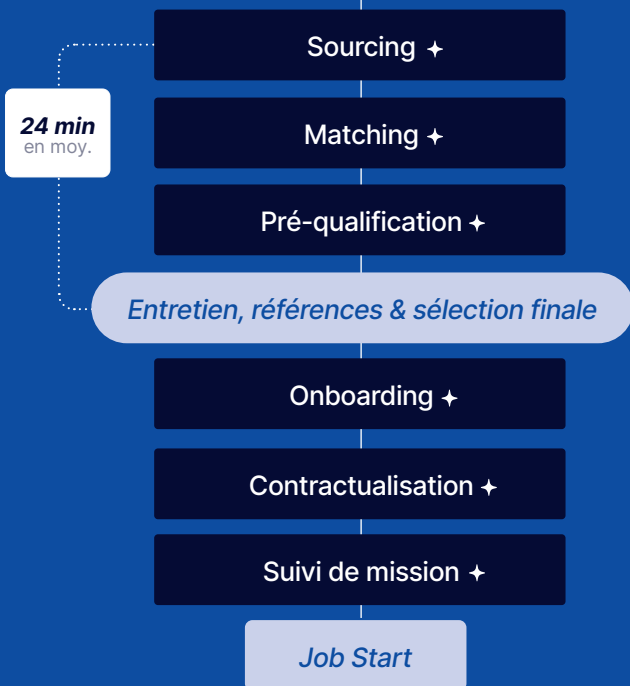 Sourcing
24 min
en moy.
Matching
Pré-qualification
Entretien, références & sélection finale
Onboarding
Contractualisation
Suivi de mission
Job Start